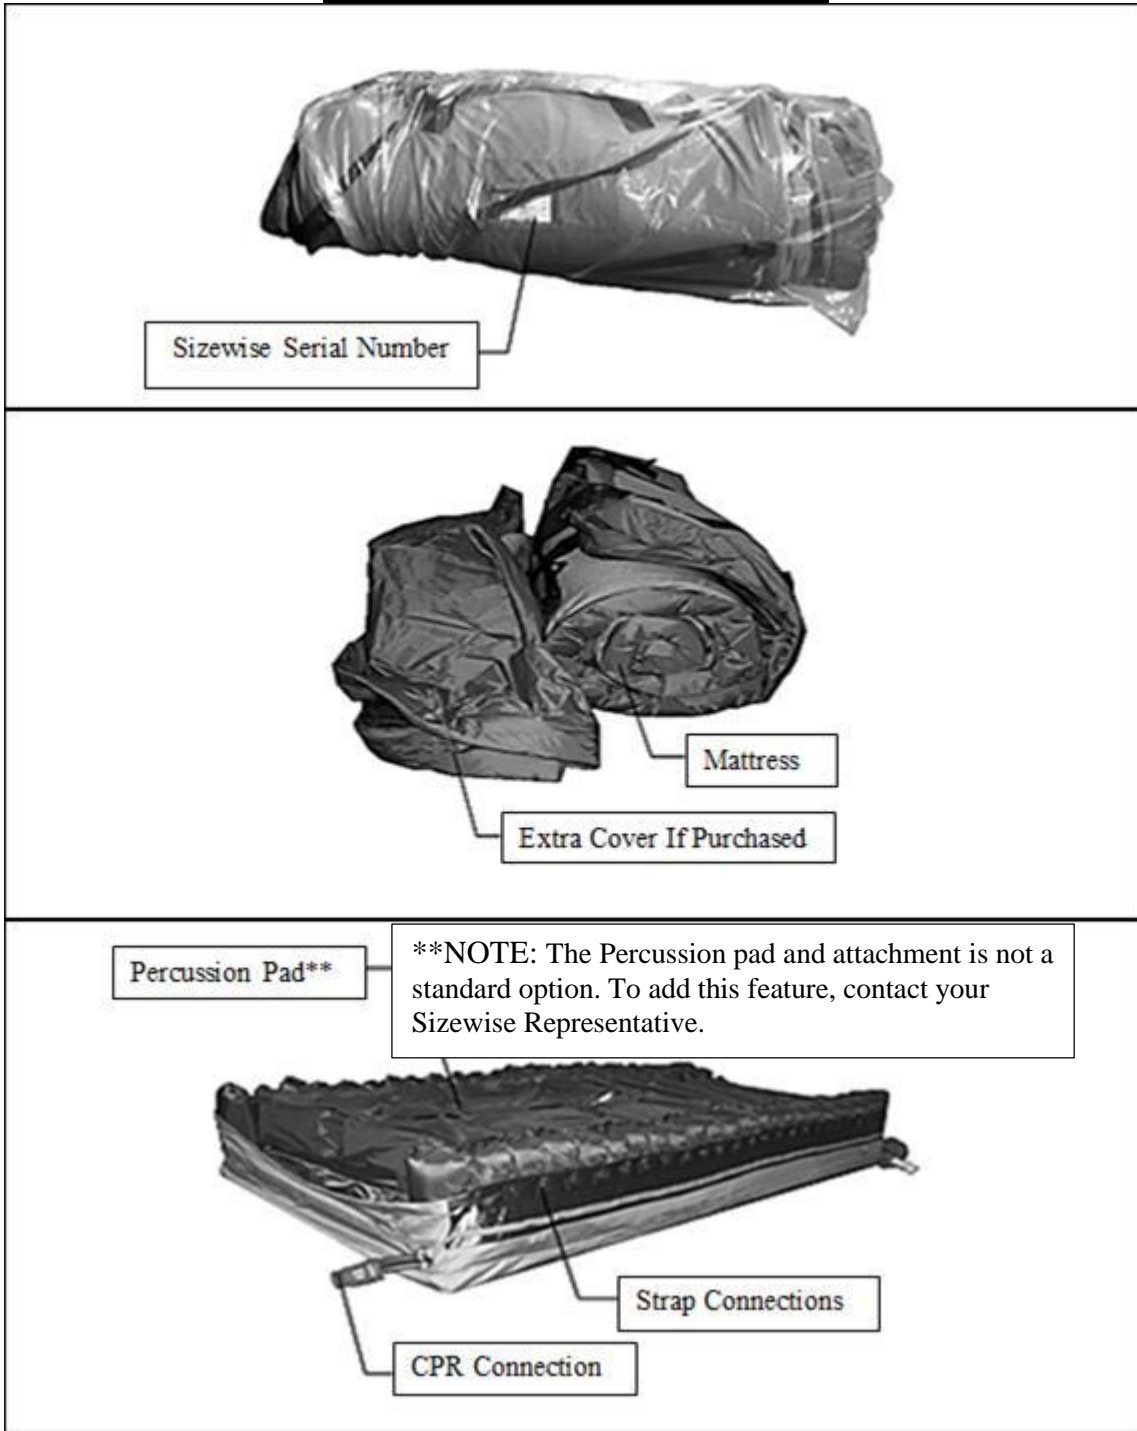 Sizewise Serial Number
Mattress
Extra Cover If Purchased
Percussion Pad**
**NOTE: The Percussion pad and attachment is not a
standard option. To add this feature, contact your
Sizewise Representative.
Strap Connections
CPR Connection